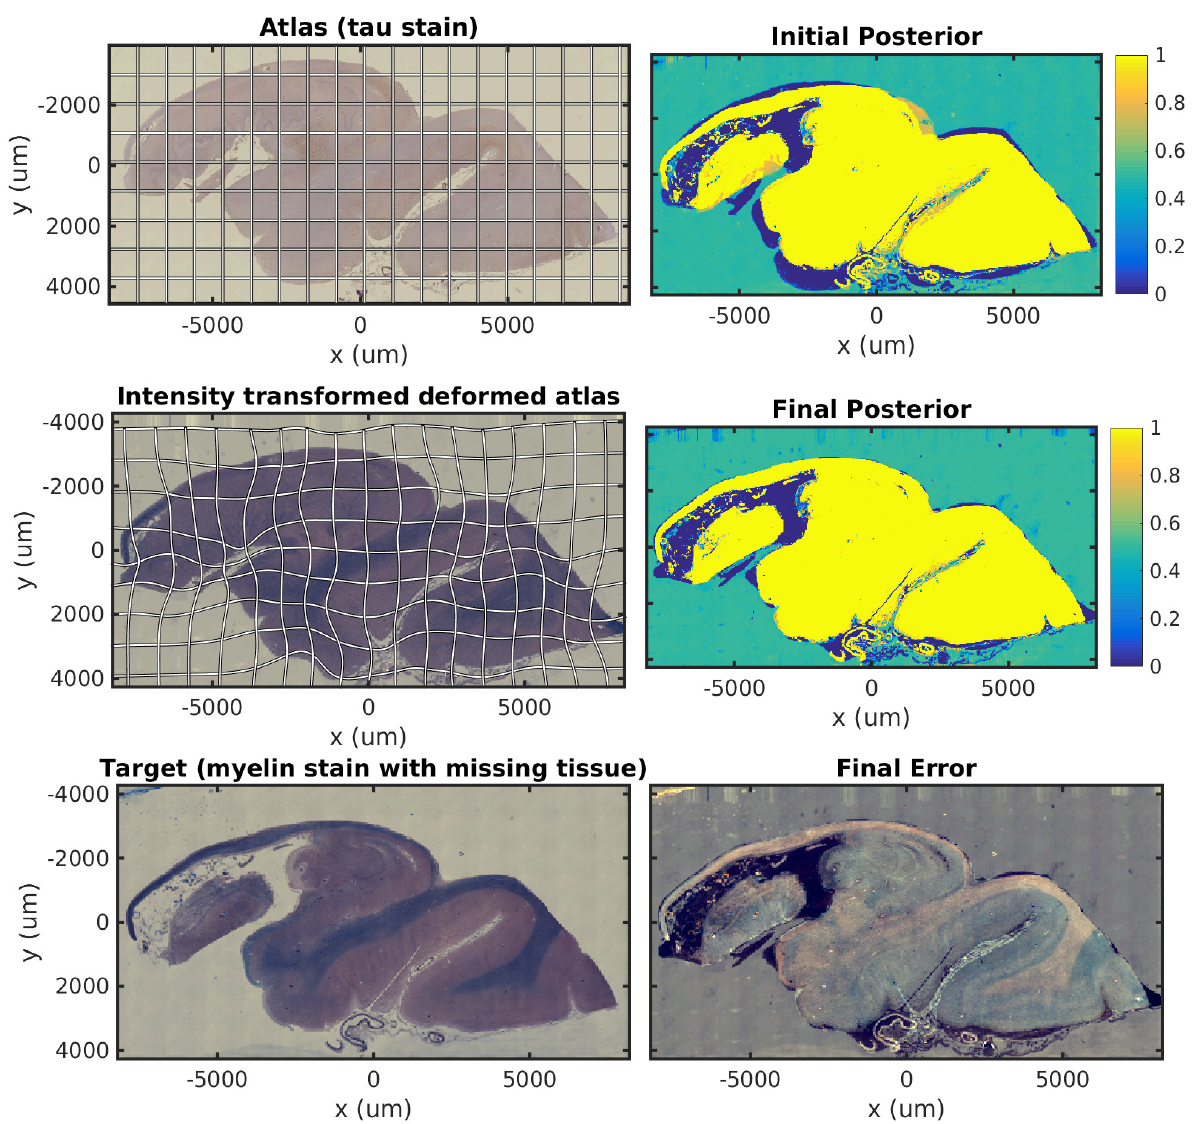 Atlas (tau stain)
-2000
0
2000
4000
y (um)
-5000 0 5000
x (um)
Initial Posterior
1
0.8
0.6
0.4
0.2
0
-5000 0 5000
x (um)
Intensity transformed deformed atlas
-4000
-2000
0
2000
4000
y (um)
-5000 0 5000
x (um)
Final Posterior
1
0.8
0.6
0.4
0.2
0
-5000 0 5000
x (um)
Target (myelin stain with missing tissue)
-4000
-2000
0
2000
4000
y (um)
-5000 0 5000
x (um)
Final Error
-5000 0 5000
x (um)